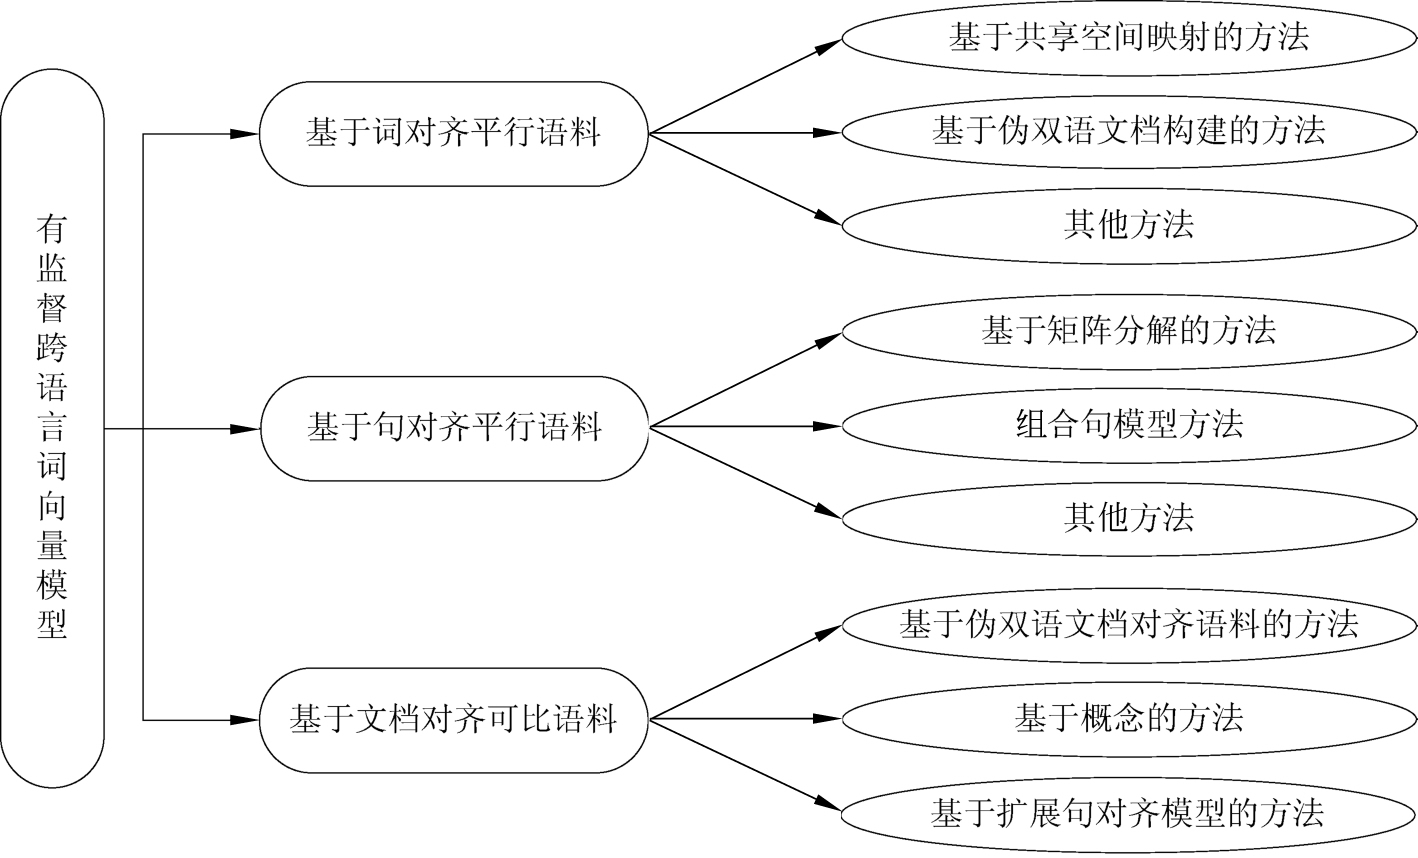 有监督跨语言词向量模型
基于词对齐平行语料
基于共享空间映射的方法
基于伪双语文档构建的方法
其他方法
基于句对齐平行语料
基于矩阵分解的方法
组合句模型方法
其他方法
基于文档对齐可比语料
基于伪双语文档对齐语料的方法
基于概念的方法
基于扩展句对齐模型的方法